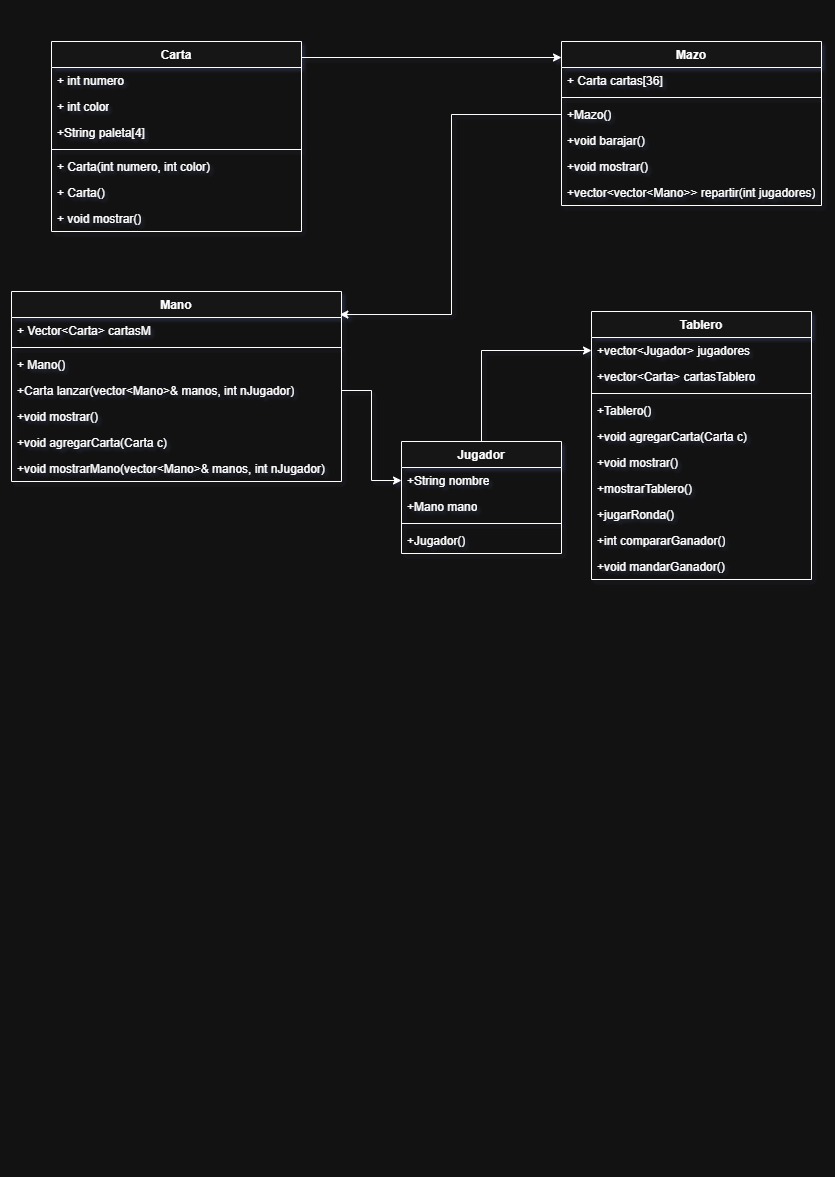 Carta
+ int numero
+ int color
+String paleta[4]
+ Carta(int numero, int color)
+ Carta()
+ void mostrar()
Mazo
+ Carta cartas[36]
+Mazo()
+void barajar()
+void mostrar()
+vector<vector<Mano>> repartir(int jugadores)
Mano
+ Vector<Carta> cartasM
+ Mano()
+Carta lanzar(vector<Mano>& manos, int nJugador)
+void mostrar()
+void agregarCarta(Carta c)
+void mostrarMano(vector<Mano>& manos, int nJugador)
Jugador
+String nombre
+Mano mano
+Jugador()
Tablero
+vector<Jugador> jugadores
+vector<Carta> cartasTablero
+Tablero()
+void agregarCarta(Carta c)
+void mostrar()
+mostrarTablero()
+jugarRonda()
+int compararGanador()
+void mandarGanador()